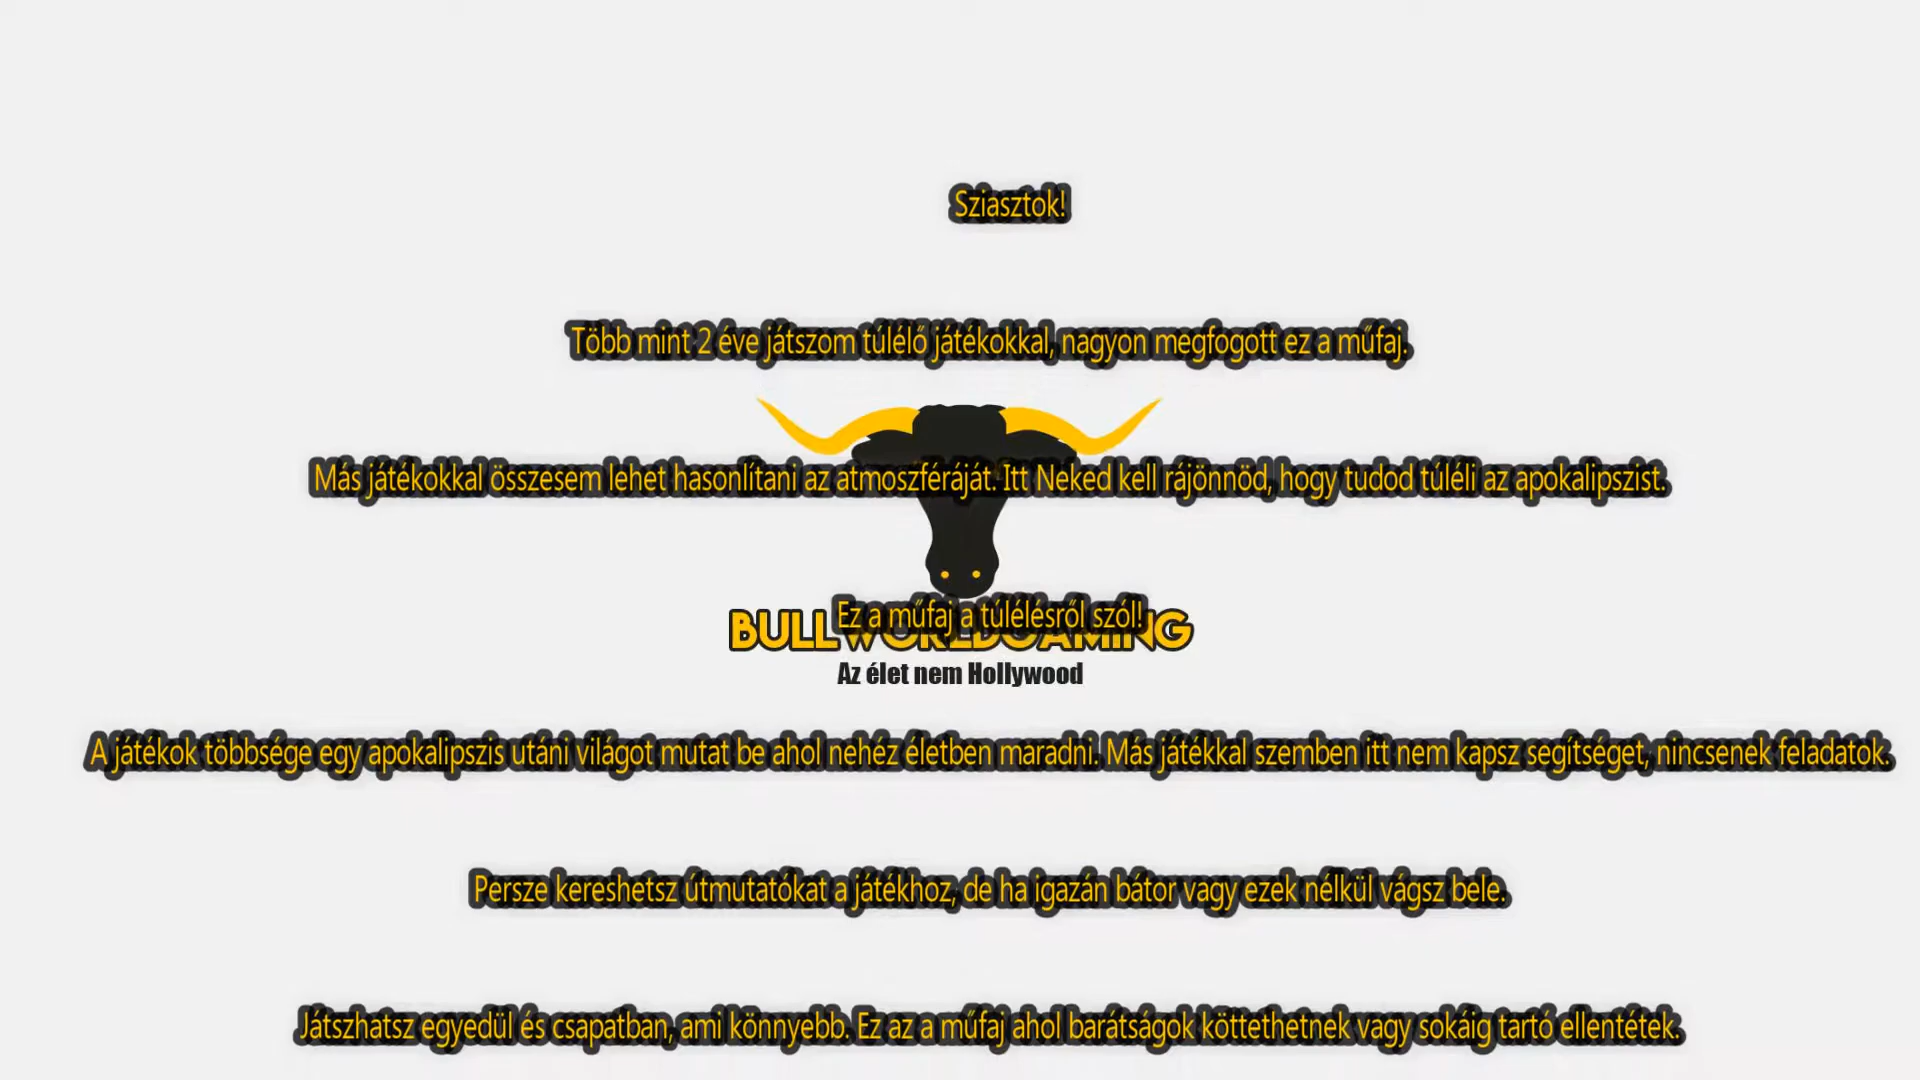 Sziasztok!
Több mint 2 éve játszom túlélő játékokkal, nagyon megfogott ez a műfaj.
Más játékokkal összesem lehet hasonlítani az atmoszféráját. Itt Neked kell rájönnöd, hogy tudod túléli az apokalipszist.
Ez a műfaj a túlélésről szól!
BULLWORLDGAMING
Az élet nem Hollywood
A játékok többsége egy apokalipszis utáni világot mutat be ahol nehéz életben maradni. Más játékkal szemben itt nem kapsz segítséget, nincsenek feladatok.
Persze kereshetsz útmutatókat a játékhoz, de ha igazán bátor vagy ezek nélkül vágsz bele.
Játszhatsz egyedül és csapatban, ami könnyebb. Ez az a műfaj ahol barátságok köttethetnek vagy sokáig tartó ellentétek.